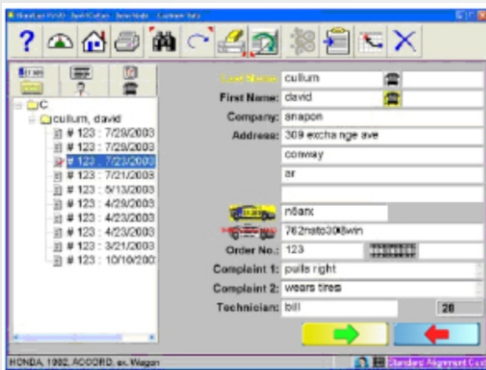 C
cullum, david
# 123 : 7/29/2003
# 123 : 7/29/2003
# 123 : 7/23/2003
# 123 : 7/21/2003
# 123 : 5/13/2003
# 123 : 4/29/2003
# 123 : 4/23/2003
# 123 : 4/23/2003
# 123 : 3/21/2003
# 123 : 10/10/200
Last Name: cullum
First Name: david
Company: snapon
Address: 309 exchange ave
conway
ar
Order No.: 123
Complaint 1: pulls right
Complaint 2: wears tires
Technician: bill
28
HONDA, 1992, ACCORD, ex, Wagon
Standard Alignment Cust